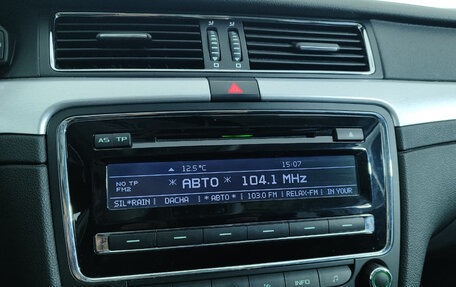 AS TP
▲ 12.5°C 15:07
NO TP
FM2
* АВТО * 104.1 MHz
SIL*RAIN | DACHA | * АВТО * | 103.0 FM | RELAX-FM | IN YOUR
INFO